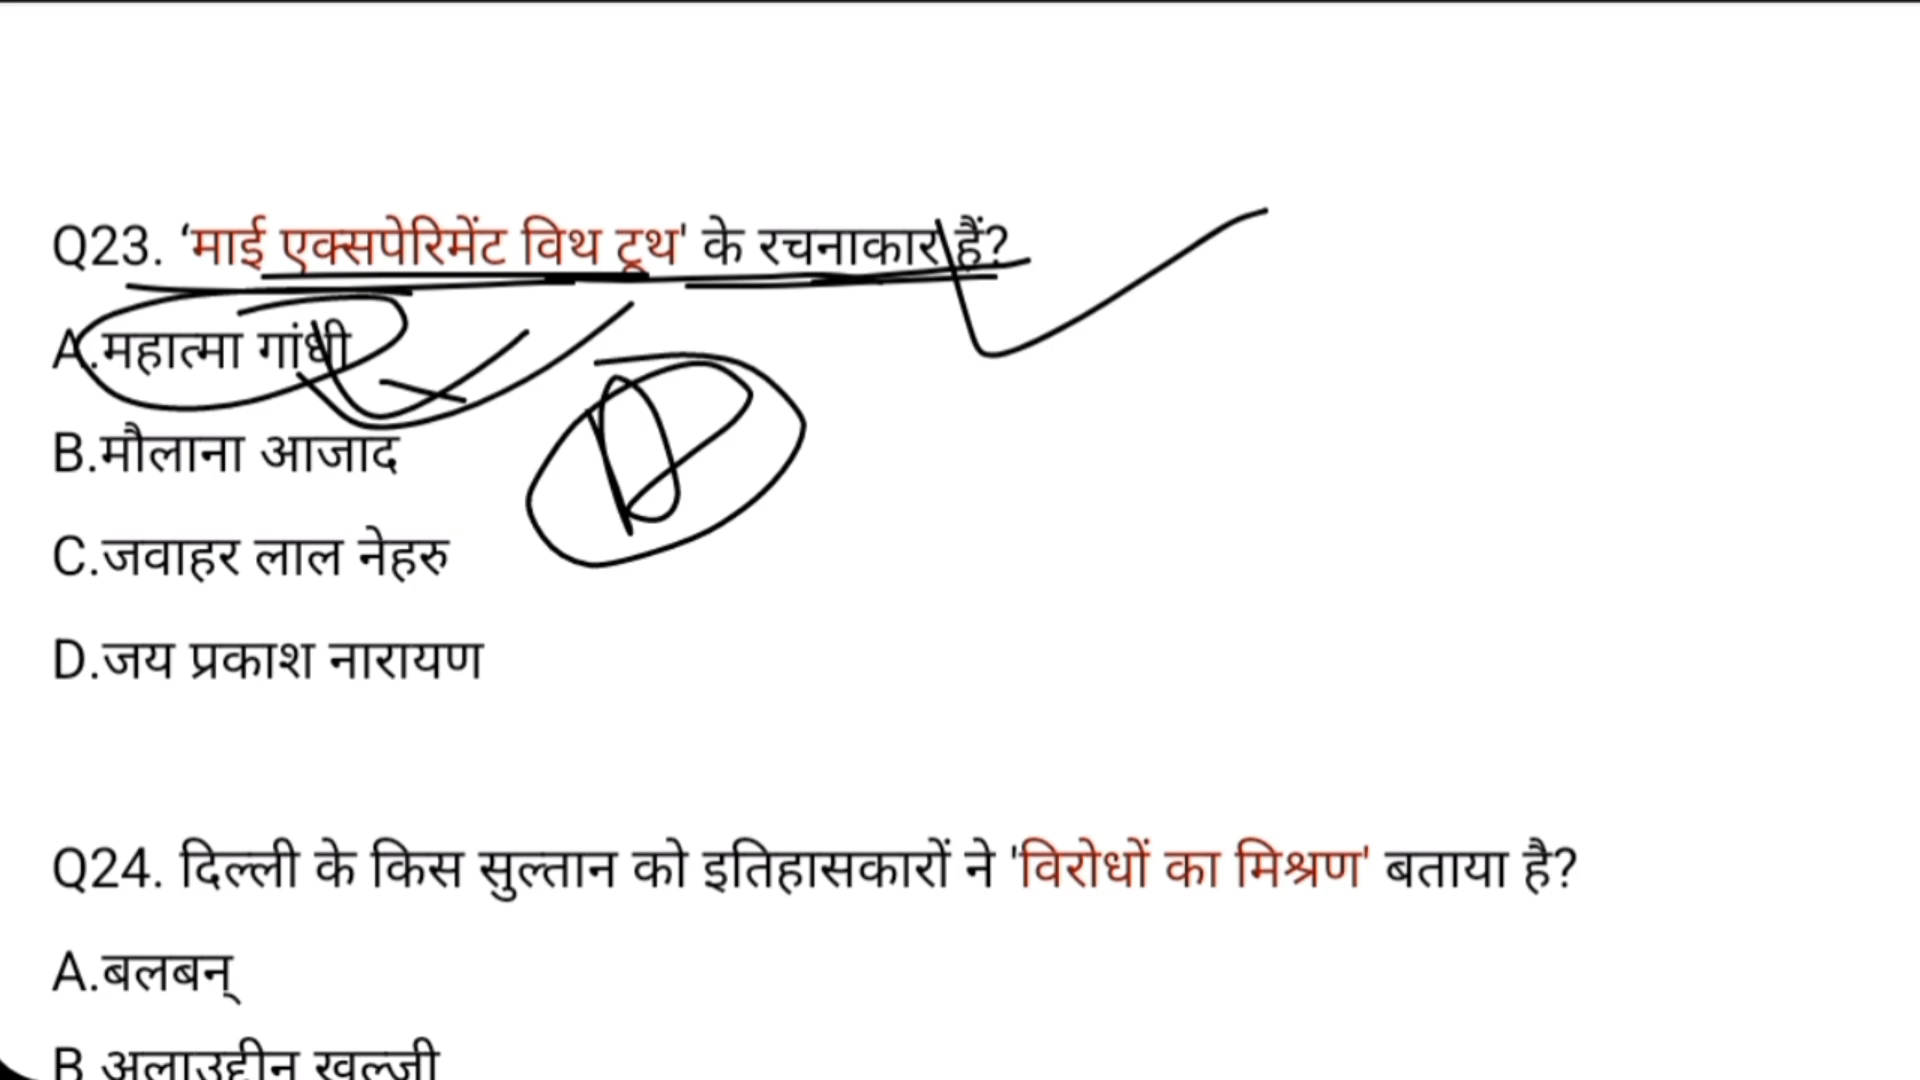 Q23. ‘माई एक्सपेरिमेंट विथ ट्रूथ' के रचनाकार हैं?
A.महात्मा गांधी
B.मौलाना आजाद
C.जवाहर लाल नेहरु
D.जय प्रकाश नारायण
Q24. दिल्ली के किस सुल्तान को इतिहासकारों ने 'विरोधों का मिश्रण' बताया है?
A.बलबन्
B.अलाउद्दीन खल्जी